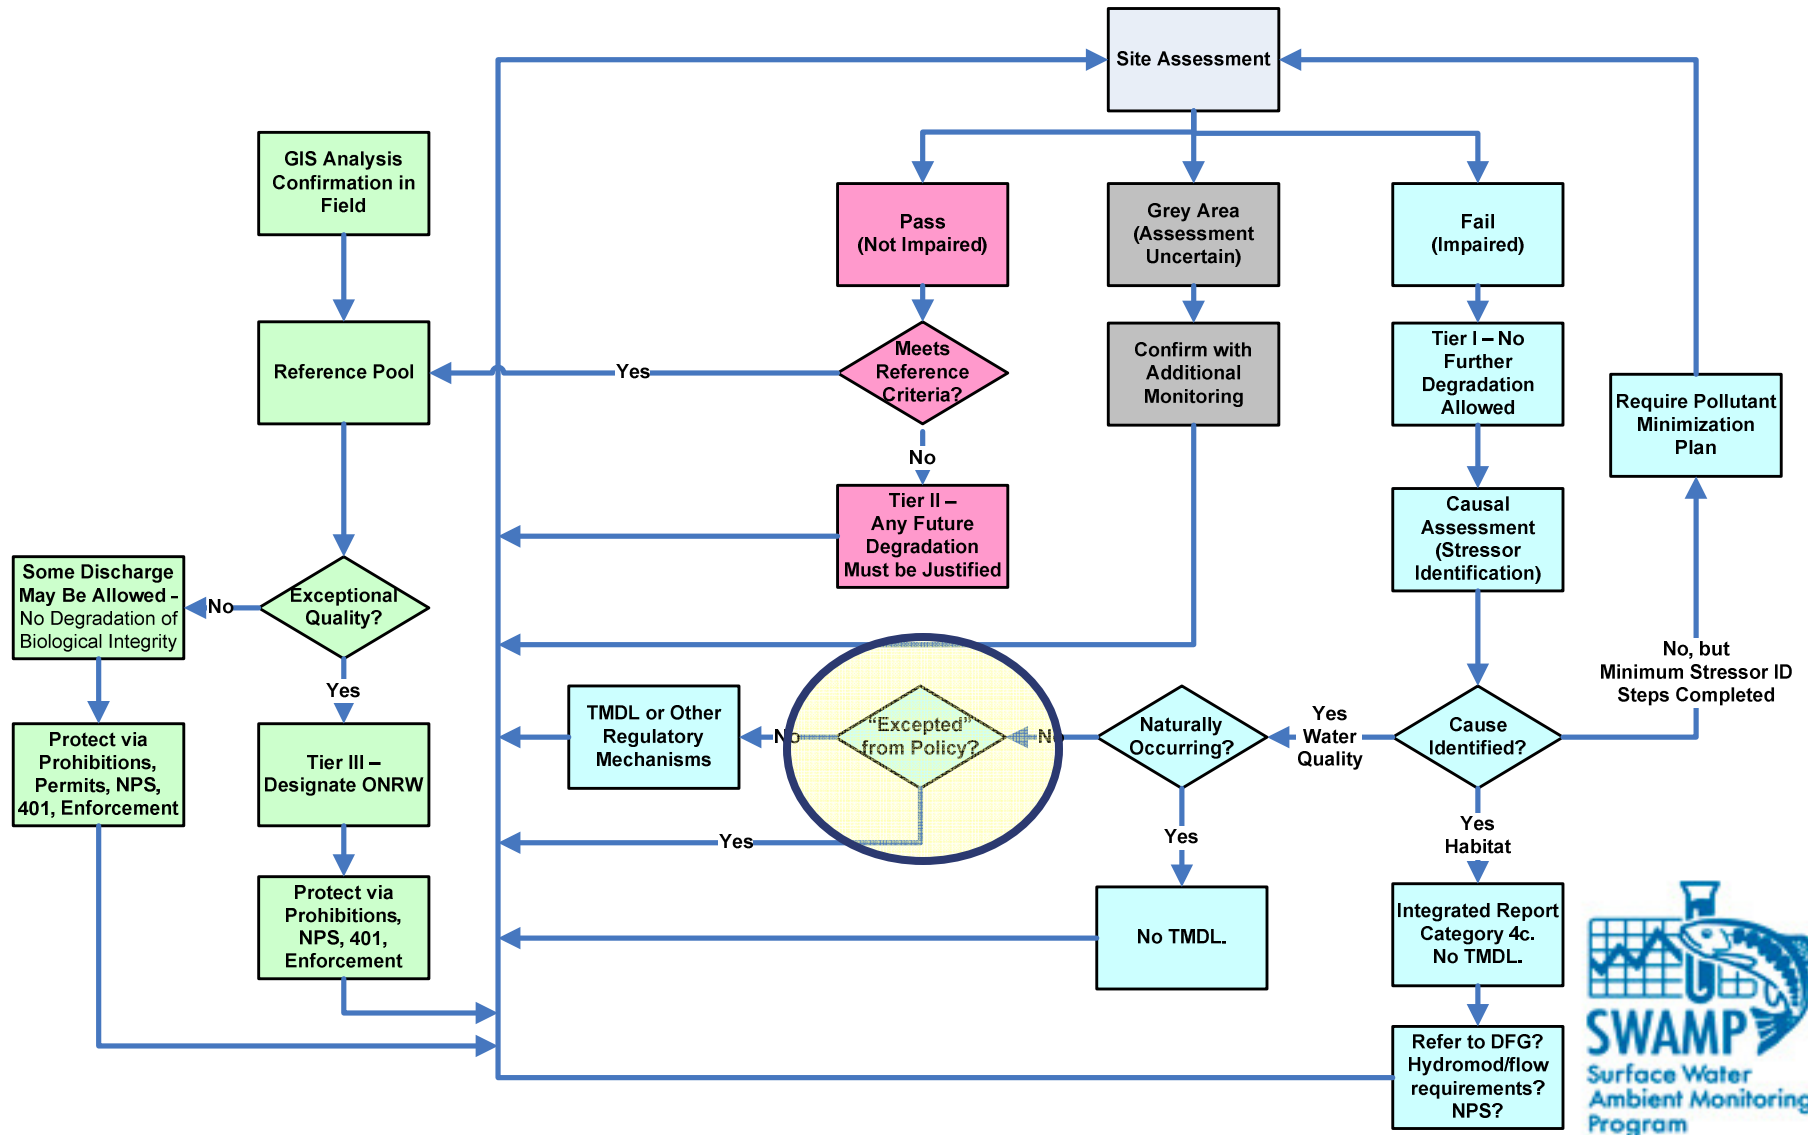 Site Assessment
GIS Analysis
Confirmation in
Field
Pass
(Not Impaired)
Grey Area
(Assessment
Uncertain)
Fail
(Impaired)
Reference Pool
Yes
Meets
Reference
Criteria?
Confirm with
Additional
Monitoring
Tier I – No
Further
Degradation
Allowed
Require Pollutant
Minimization
Plan
No
Tier II –
Any Future
Degradation
Must be Justified
Causal
Assessment
(Stressor
Identification)
Some Discharge
May Be Allowed -
No Degradation of
Biological Integrity
No
Exceptional
Quality?
Yes
No, but
Minimum Stressor ID
Steps Completed
Protect via
Prohibitions,
Permits, NPS,
401, Enforcement
Tier III –
Designate ONRW
TMDL or Other
Regulatory
Mechanisms
No
“Excepted”
from Policy?
No
Naturally
Occurring?
Yes
Water
Quality
Cause
Identified?
Yes
Yes
Yes
Habitat
Protect via
Prohibitions,
NPS, 401,
Enforcement
No TMDL.
Integrated Report
Category 4c.
No TMDL.
Refer to DFG?
Hydromod/flow
requirements?
NPS?
SWAMP
Surface Water
Ambient Monitoring
Program